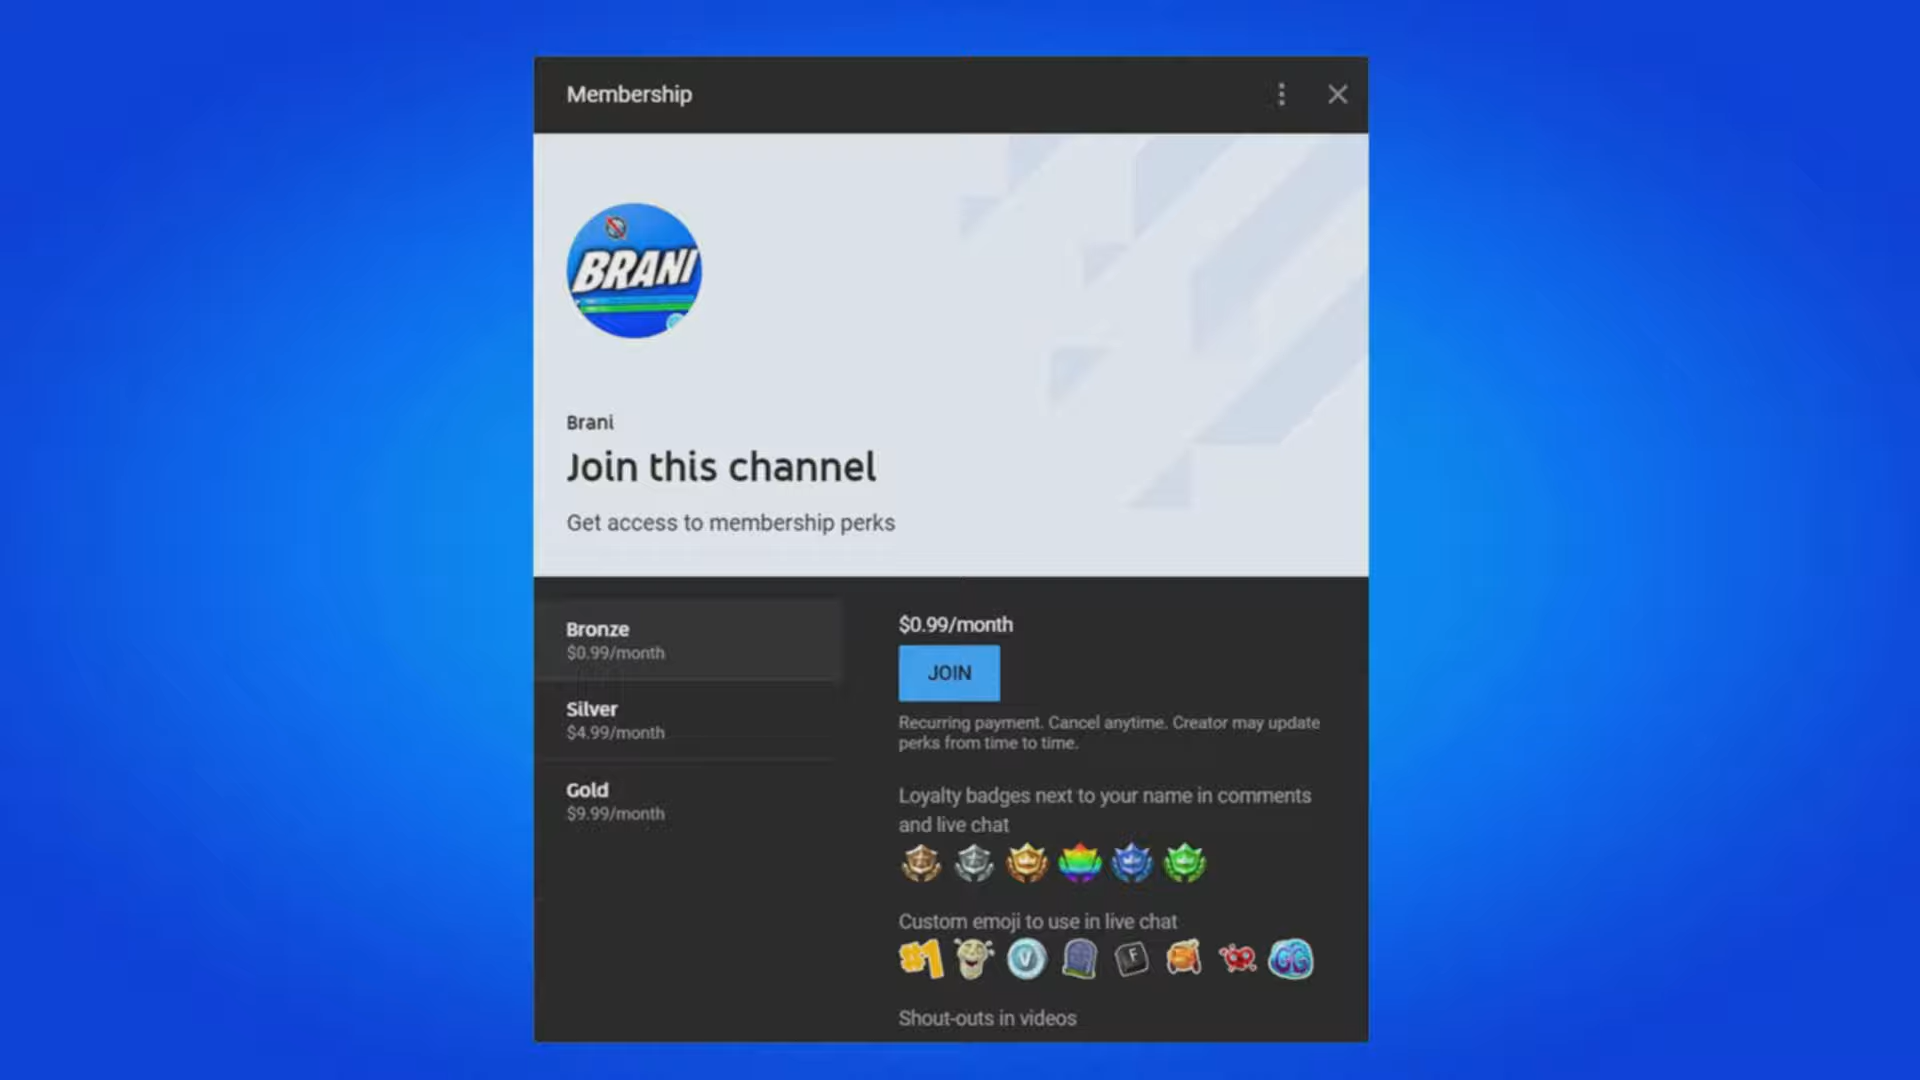 Membership
BRANI
Brani
Join this channel
Get access to membership perks
Bronze
$0.99/month
Silver
$4.99/month
Gold
$9.99/month
$0.99/month
JOIN
Recurring payment. Cancel anytime. Creator may update
perks from time to time.
Loyalty badges next to your name in comments
and live chat
Custom emoji to use in live chat
#1 V F GG
Shout-outs in videos